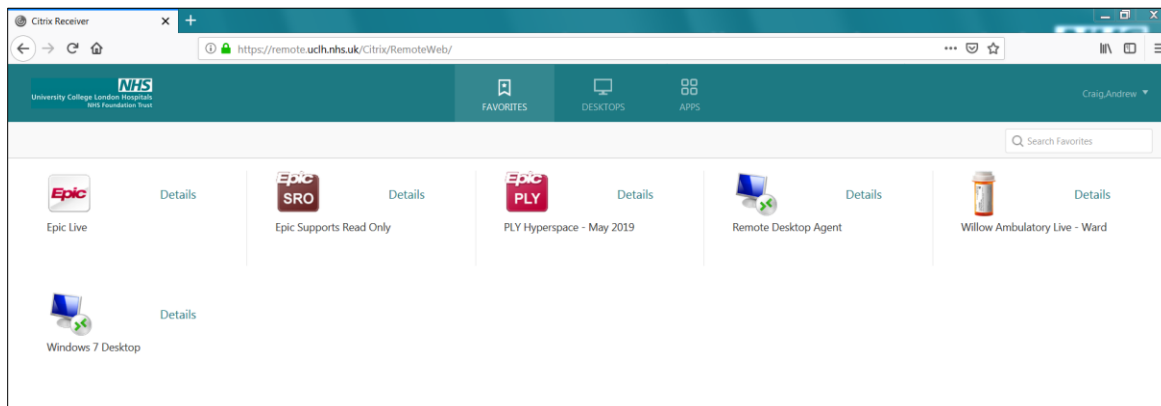 Citrix Receiver
https://remote.uclh.nhs.uk/Citrix/RemoteWeb/
NHS
University College London Hospitals
NHS Foundation Trust
FAVORITES
DESKTOPS
APPS
Craig,Andrew
Search Favorites
Epic
Details
Epic Live
Epic
SRO
Details
Epic Supports Read Only
Epic
PLY
Details
PLY Hyperspace - May 2019
Details
Remote Desktop Agent
Details
Willow Ambulatory Live - Ward
Details
Windows 7 Desktop